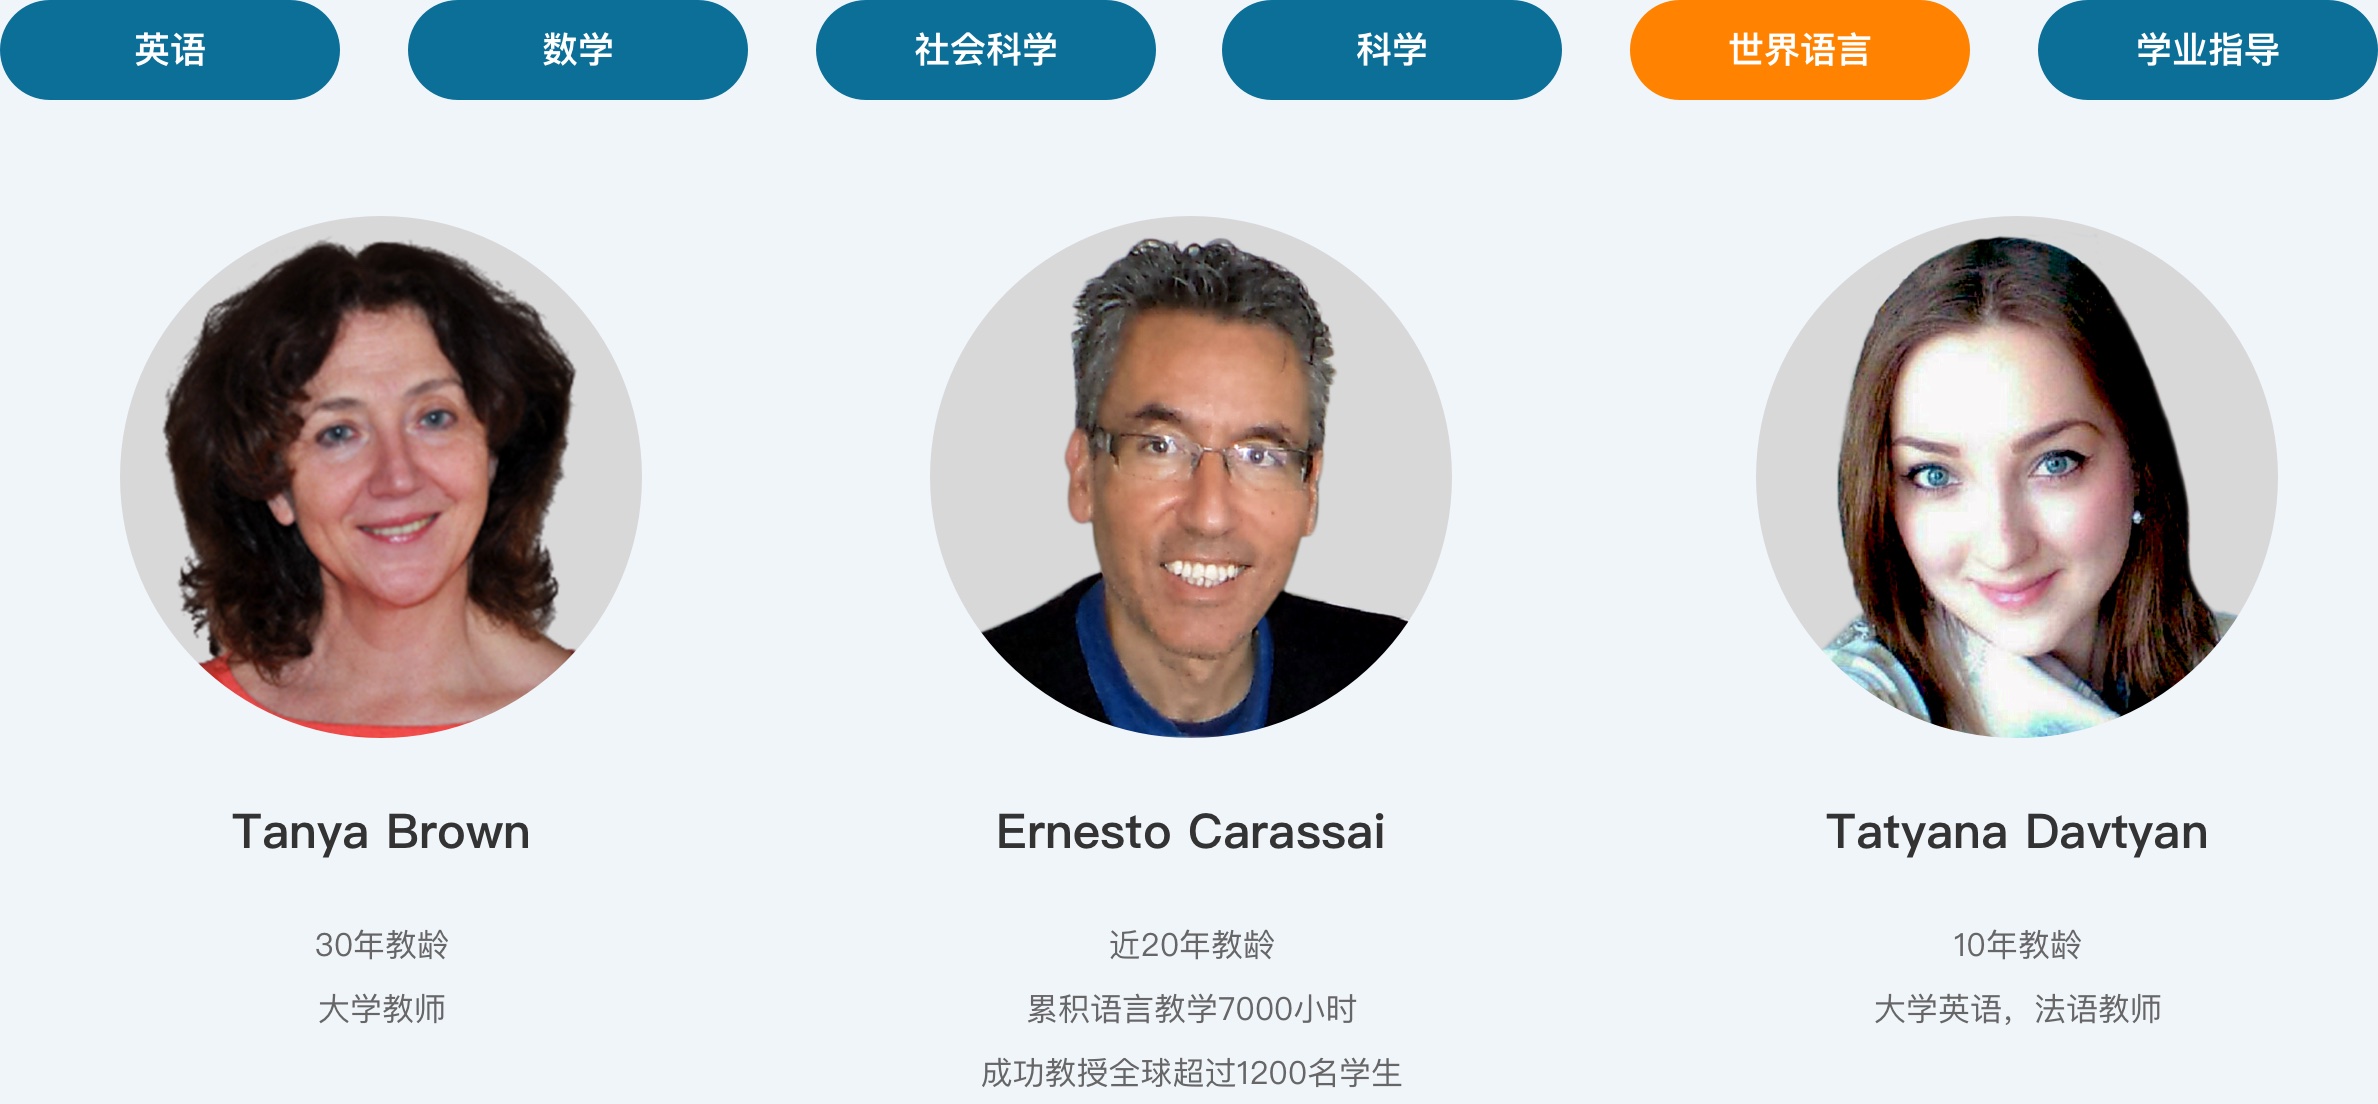 英语
数学
社会科学
科学
世界语言
学业指导
Tanya Brown
30年教龄
大学教师
Ernesto Carassai
近20年教龄
累积语言教学7000小时
成功教授全球超过1200名学生
Tatyana Davtyan
10年教龄
大学英语，法语教师